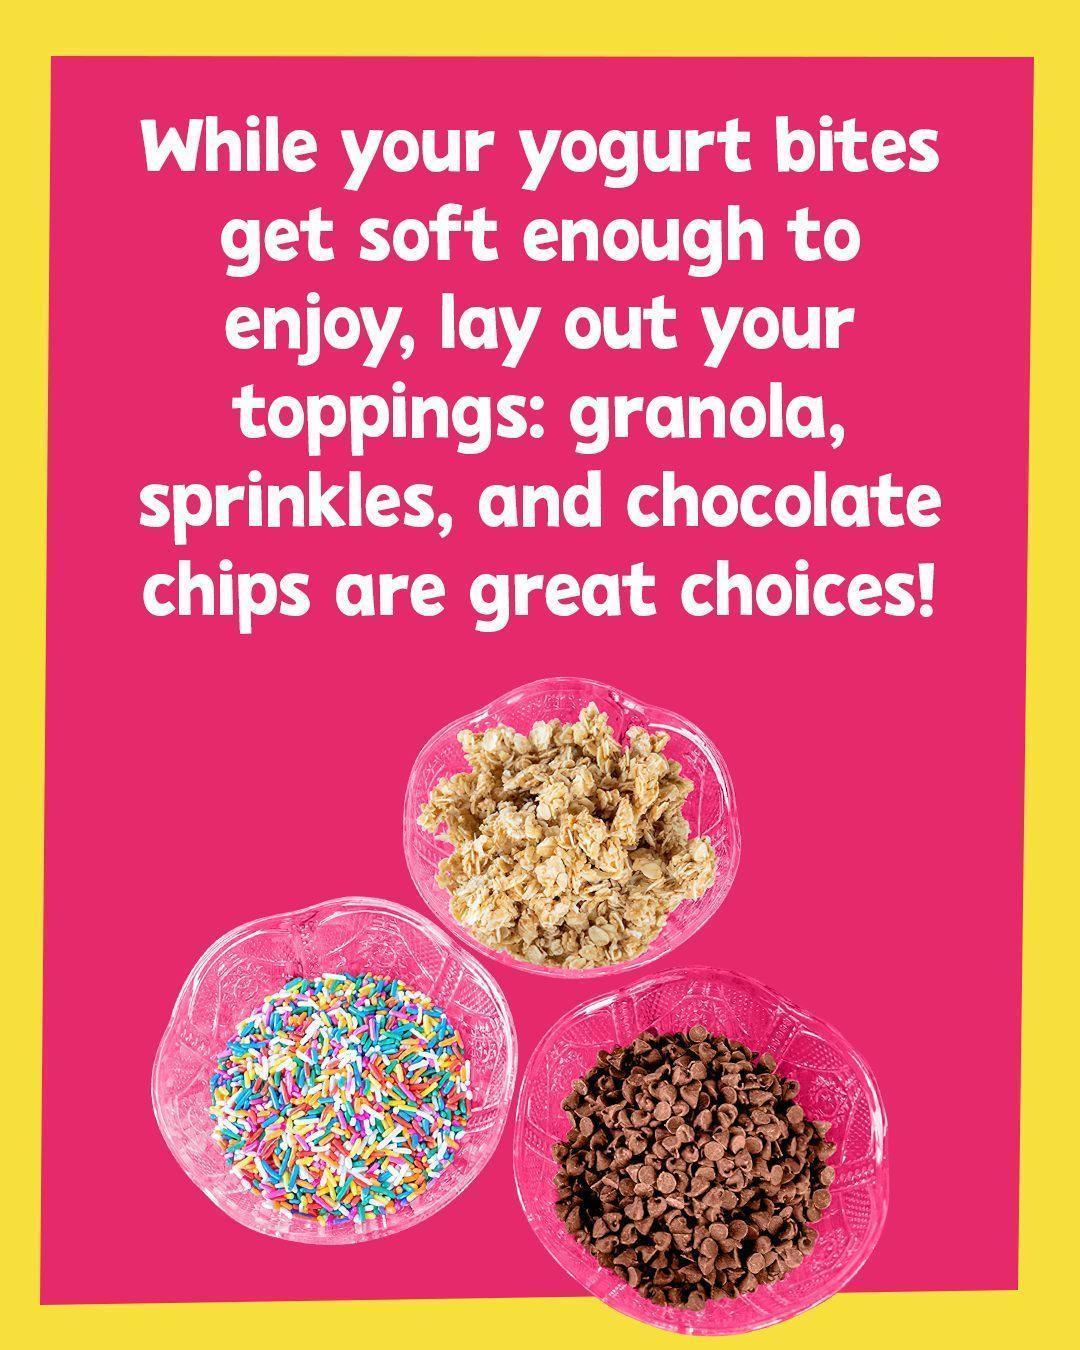 While your yogurt bites
get soft enough to
enjoy, lay out your
toppings: granola,
sprinkles, and chocolate
chips are great choices!